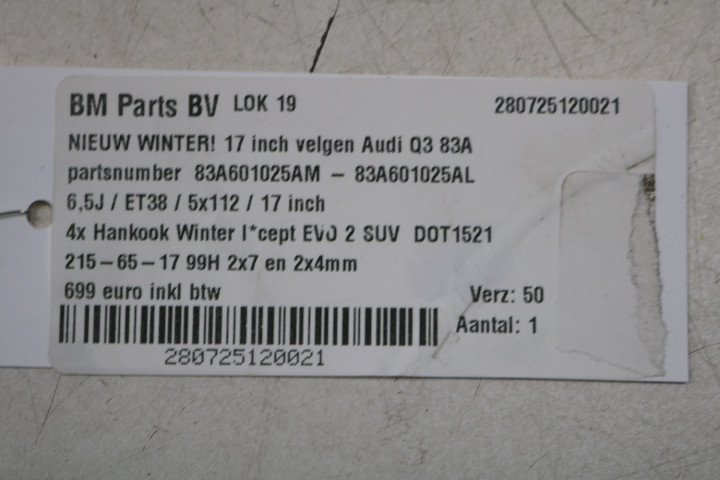 BM Parts BV LOK 19 280725120021
NIEUW WINTER! 17 inch velgen Audi Q3 83A
partsnumber 83A601025AM - 83A601025AL
6,5J / ET38 / 5x112 / 17 inch
4x Hankook Winter I*cept EVO 2 SUV DOT1521
215-65-17 99H 2x7 en 2x4mm
699 euro inkl btw Verz: 50
Aantal: 1
280725120021